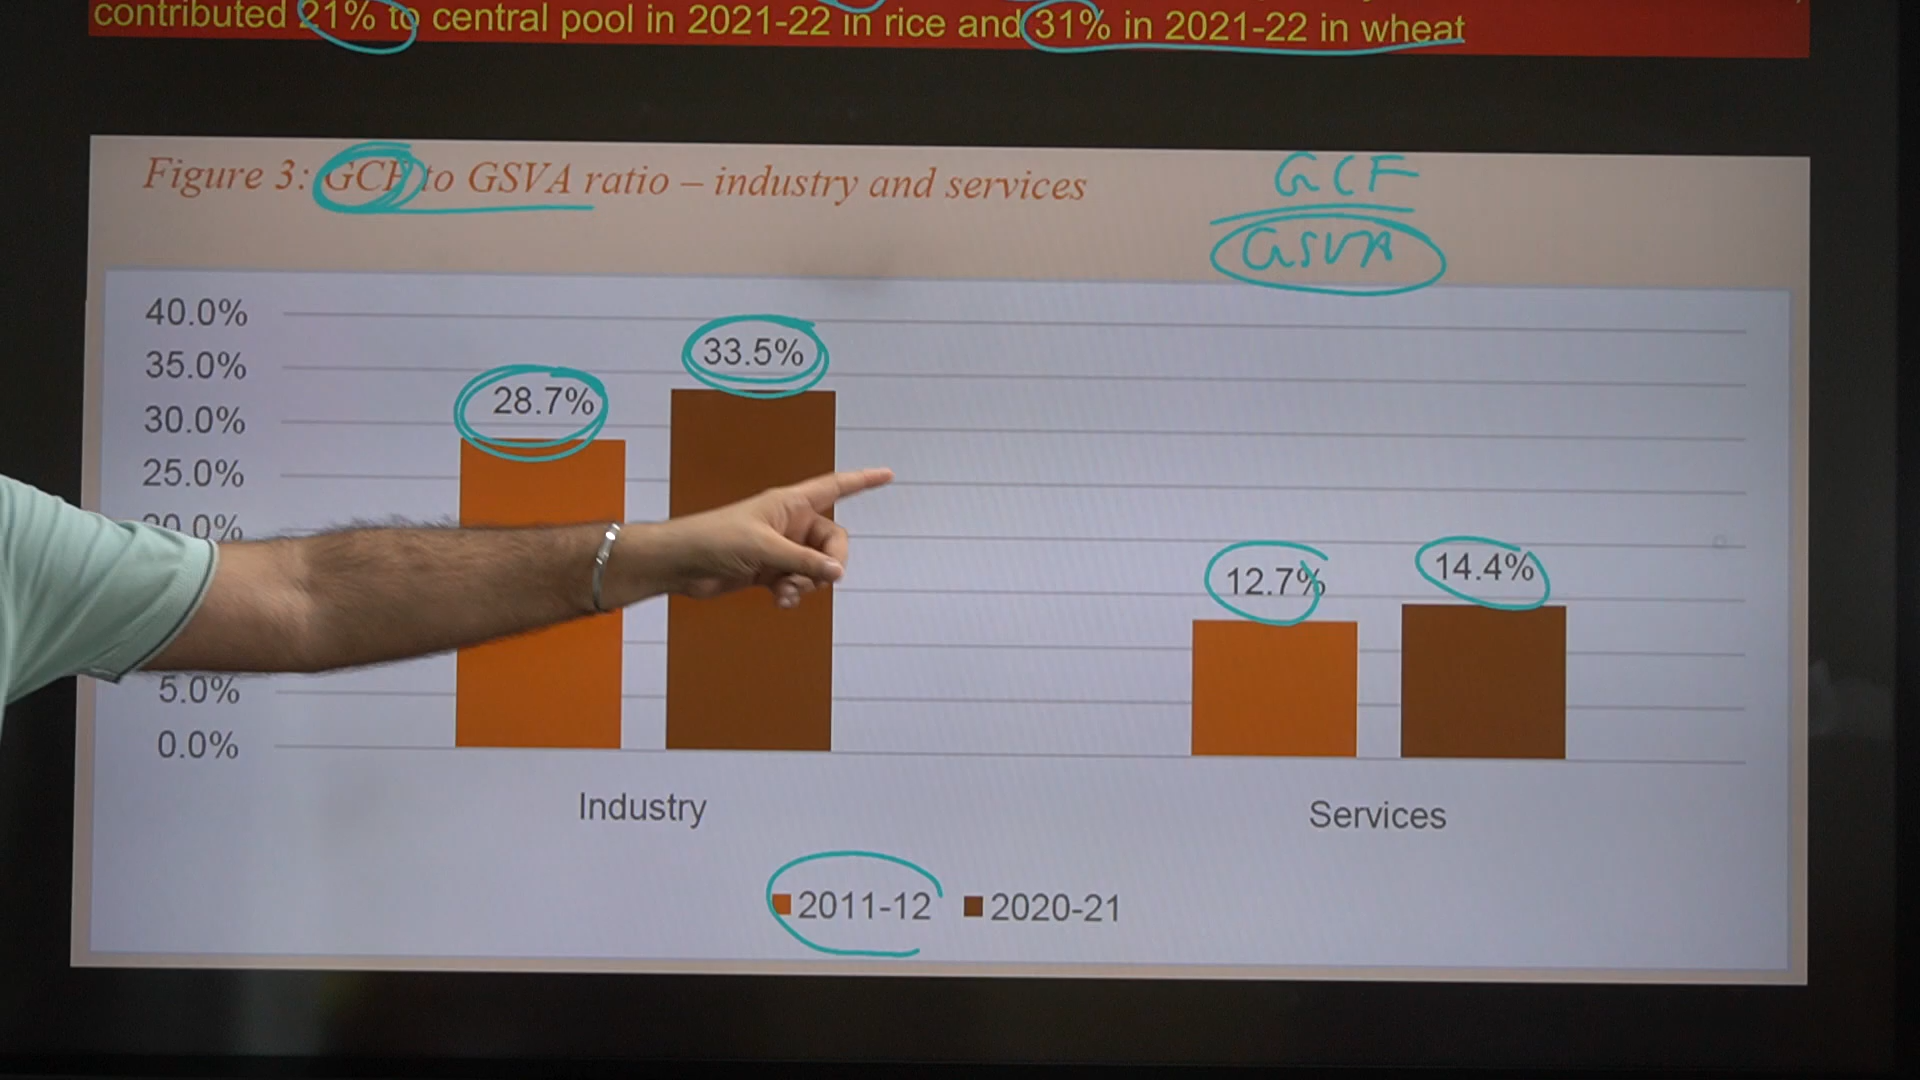 contributed 21% to central pool in 2021-22 in rice and 31% in 2021-22 in wheat
Figure 3: GCF to GSVA ratio – industry and services
GCF
GSVA
40.0%
35.0%
30.0%
25.0%
20.0%
5.0%
0.0%
28.7%
33.5%
12.7%
14.4%
Industry
Services
2011-12
2020-21